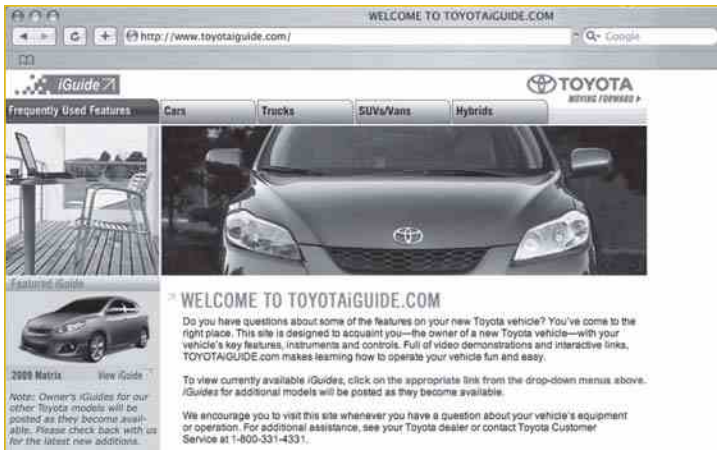 WELCOME TO TOYOTAiGUIDE.COM
http://www.toyotaiguide.com/
Google
iGuide
TOYOTA
MOVING FORWARD
Frequently Used Features
Cars
Trucks
SUVs/Vans
Hybrids
Featured iGuide
2009 Matrix
View iGuide
Note: Owner's iGuides for our
other Toyota models will be
posted as they become avail-
able. Please check back with us
for the latest new additions.
WELCOME TO TOYOTAiGUIDE.COM
Do you have questions about some of the features on your new Toyota vehicle? You've come to the
right place. This site is designed to acquaint you—the owner of a new Toyota vehicle—with your
vehicle's key features, instruments and controls. Full of video demonstrations and interactive links,
TOYOTAiGUIDE.com makes learning how to operate your vehicle fun and easy.
To view currently available iGuides, click on the appropriate link from the drop-down menus above.
iGuides for additional models will be posted as they become available.
We encourage you to visit this site whenever you have a question about your vehicle's equipment
or operation. For additional assistance, see your Toyota dealer or contact Toyota Customer
Service at 1-800-331-4331.